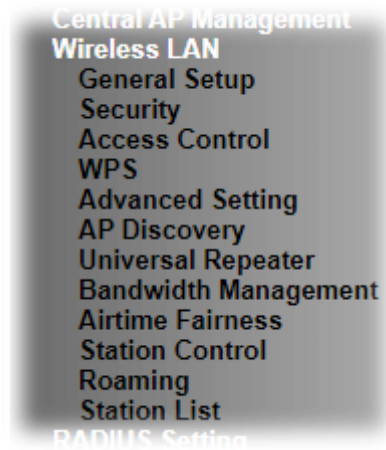 Central AP Management
Wireless LAN
General Setup
Security
Access Control
WPS
Advanced Setting
AP Discovery
Universal Repeater
Bandwidth Management
Airtime Fairness
Station Control
Roaming
Station List
RADIUS Setting